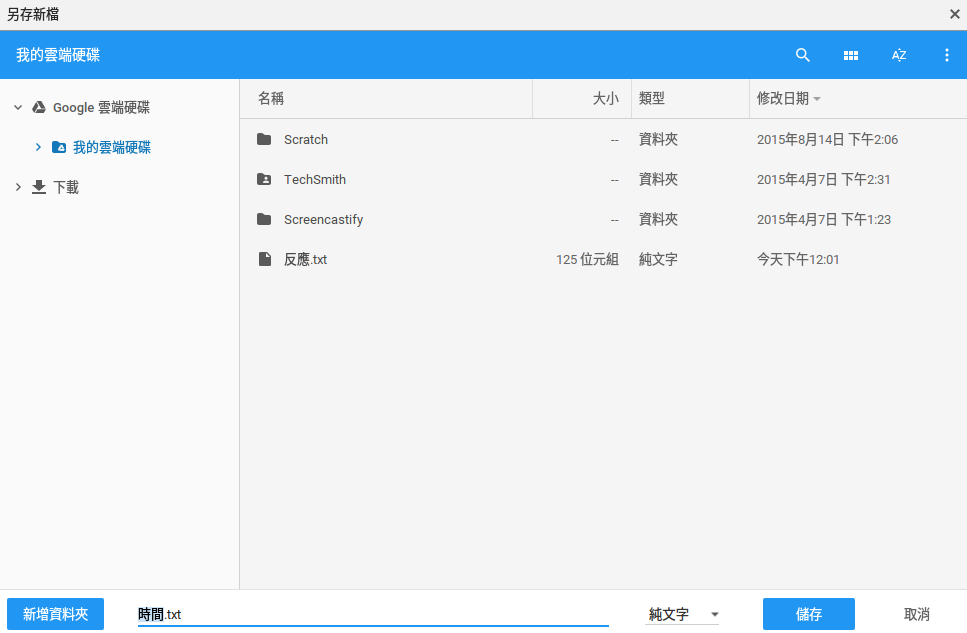 另存新檔
我的雲端硬碟
AZ
Google 雲端硬碟
我的雲端硬碟
下載
名稱 大小 類型 修改日期
Scratch -- 資料夾 2015年8月14日 下午2:06
TechSmith -- 資料夾 2015年4月7日 下午2:31
Screencastify -- 資料夾 2015年4月7日 下午1:23
反應.txt 125 位元組 純文字 今天下午12:01
新增資料夾 時間.txt 純文字 儲存 取消